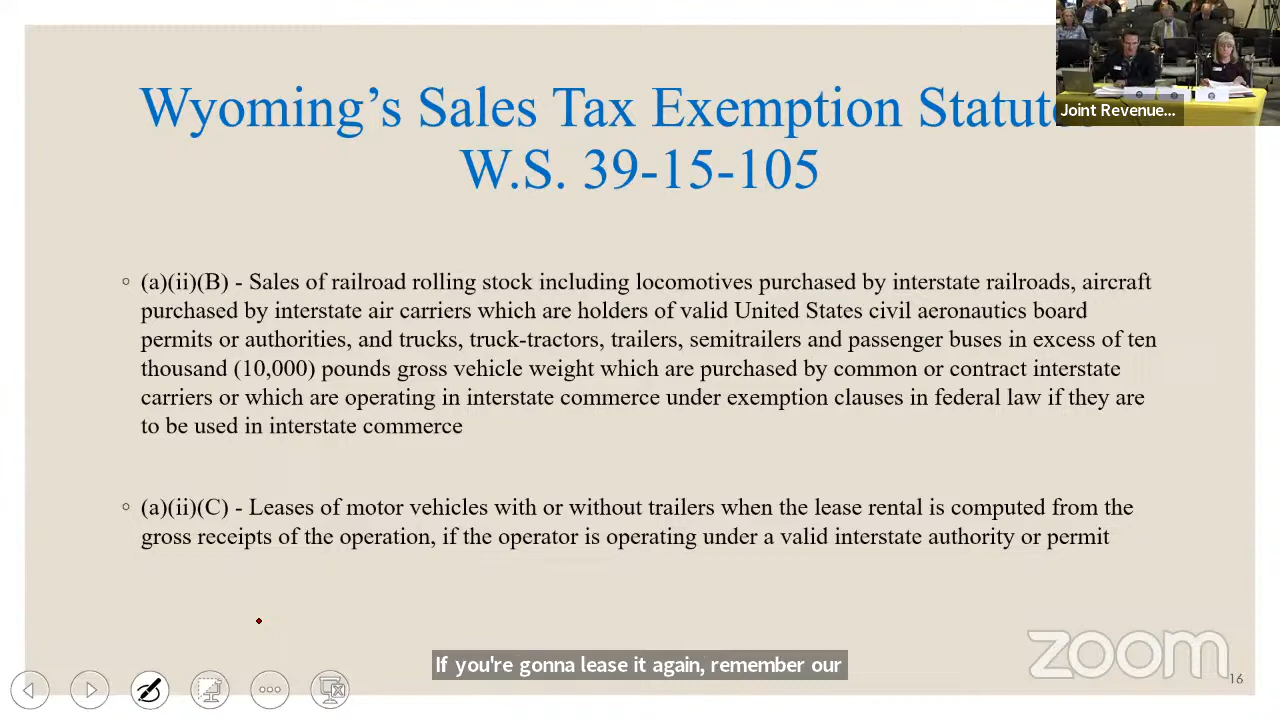 Wyoming's Sales Tax Exemption Statutes
W.S. 39-15-105
Joint Revenue...
◦ (a)(ii)(B) - Sales of railroad rolling stock including locomotives purchased by interstate railroads, aircraft
purchased by interstate air carriers which are holders of valid United States civil aeronautics board
permits or authorities, and trucks, truck-tractors, trailers, semitrailers and passenger buses in excess of ten
thousand (10,000) pounds gross vehicle weight which are purchased by common or contract interstate
carriers or which are operating in interstate commerce under exemption clauses in federal law if they are
to be used in interstate commerce
◦ (a)(ii)(C) - Leases of motor vehicles with or without trailers when the lease rental is computed from the
gross receipts of the operation, if the operator is operating under a valid interstate authority or permit
If you're gonna lease it again, remember our
zoom
16